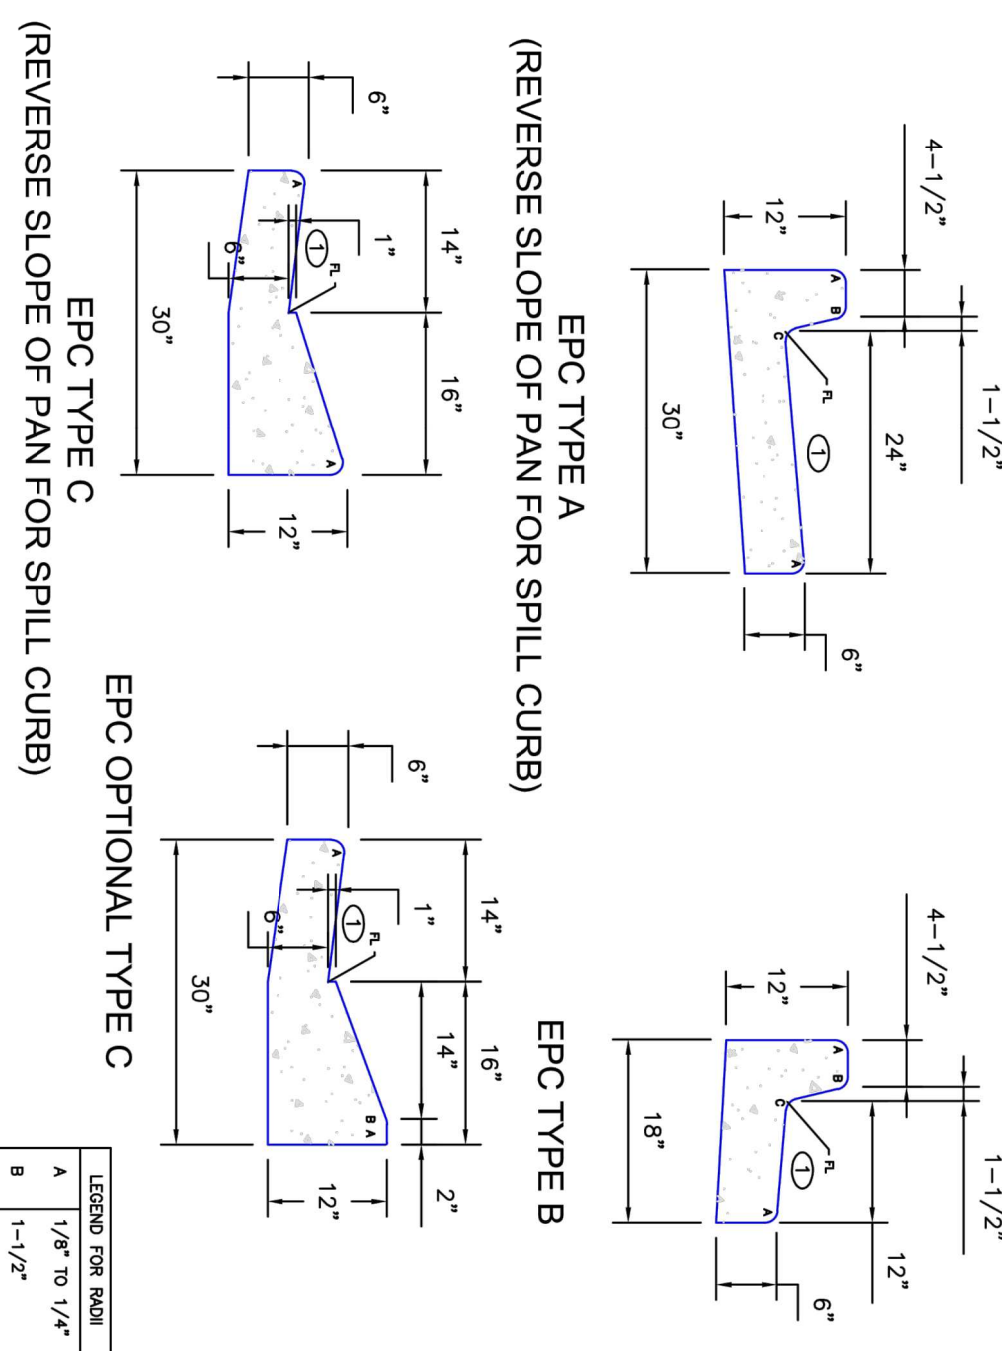 4-1/2"
1-1/2"
12"
A
B
C
FL
24"
1
A
30"
6"
EPC TYPE A
(REVERSE SLOPE OF PAN FOR SPILL CURB)
4-1/2"
1-1/2"
12"
A
B
C
FL
12"
1
A
18"
6"
EPC TYPE B
6"
14"
16"
A
1"
1
FL
6"
A
30"
12"
EPC TYPE C
(REVERSE SLOPE OF PAN FOR SPILL CURB)
6"
14"
16"
A
1"
14"
1
FL
6"
B A
2"
30"
12"
EPC OPTIONAL TYPE C
LEGEND FOR RADII
A 1/8" TO 1/4"
B 1-1/2"